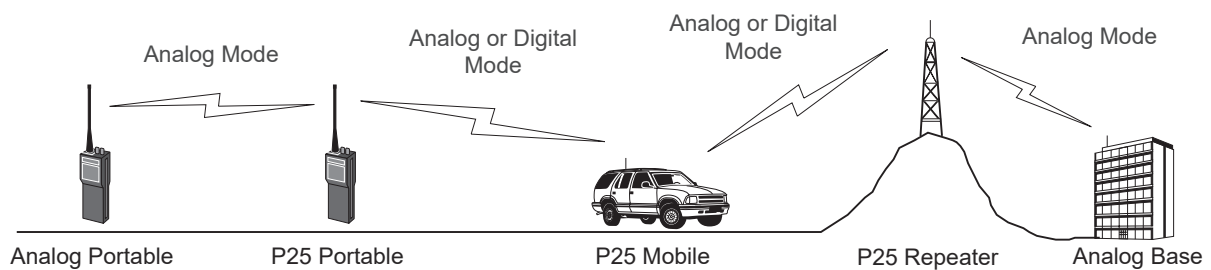 Analog Mode
Analog or Digital
Mode
Analog or Digital
Mode
Analog Mode
Analog Portable
P25 Portable
P25 Mobile
P25 Repeater
Analog Base